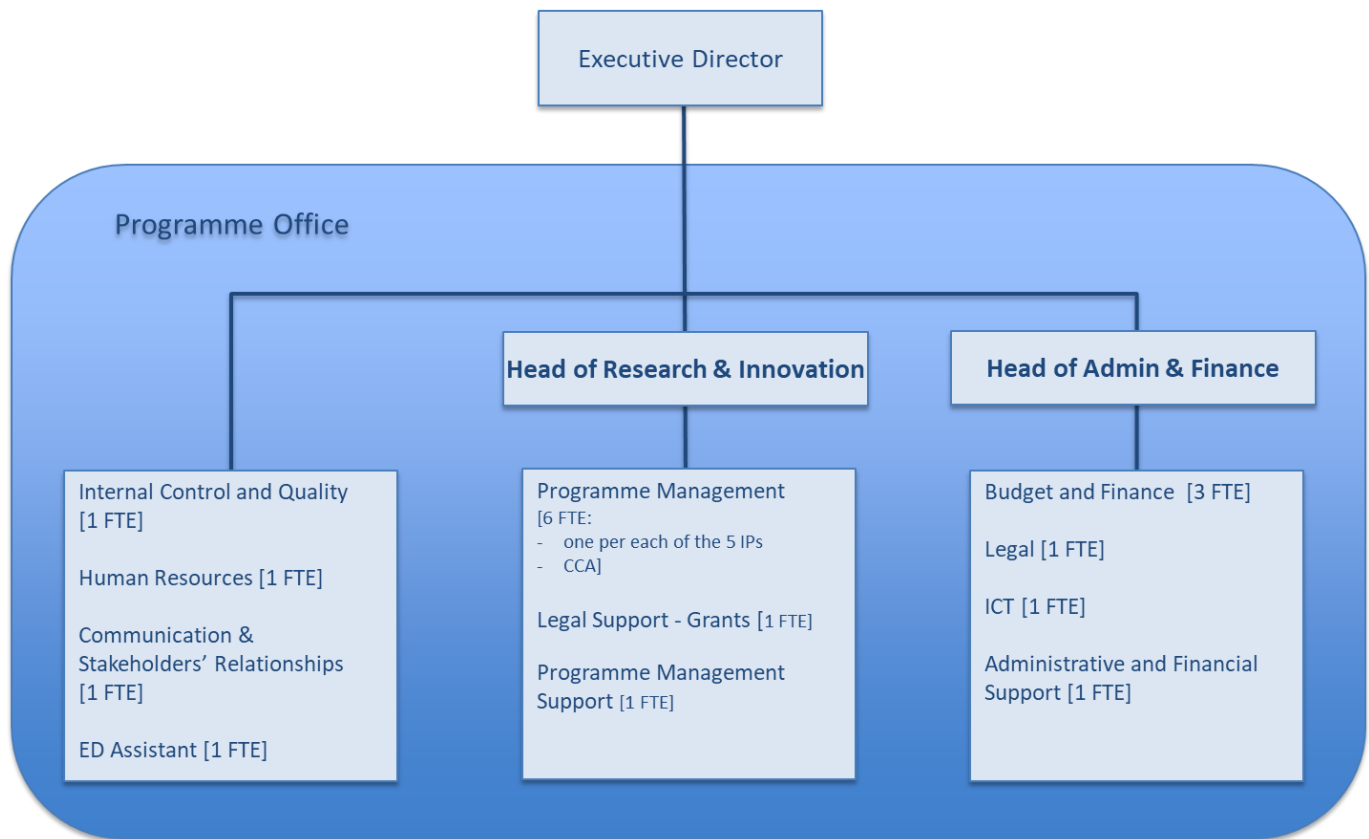 Executive Director
Programme Office
Head of Research & Innovation
Head of Admin & Finance
Internal Control and Quality
[1 FTE]
Human Resources [1 FTE]
Communication &
Stakeholders’ Relationships
[1 FTE]
ED Assistant [1 FTE]
Programme Management
[6 FTE:
- one per each of the 5 IPs
- CCA]
Legal Support - Grants [1 FTE]
Programme Management
Support [1 FTE]
Budget and Finance [3 FTE]
Legal [1 FTE]
ICT [1 FTE]
Administrative and Financial
Support [1 FTE]